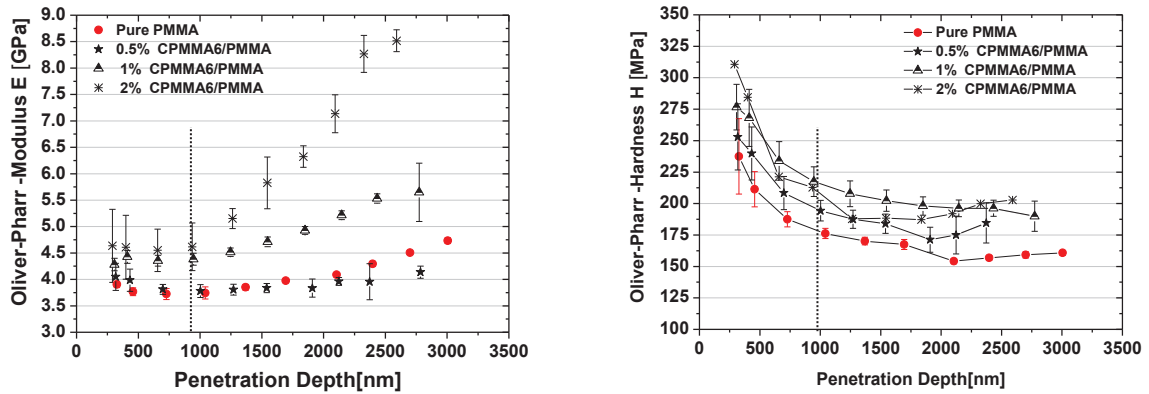 Oliver-Pharr -Modulus E [GPa]
9.0
8.5
8.0
7.5
7.0
6.5
6.0
5.5
5.0
4.5
4.0
3.5
3.0
Pure PMMA
0.5% CPMMA6/PMMA
1% CPMMA6/PMMA
2% CPMMA6/PMMA
0 500 1000 1500 2000 2500 3000 3500
Penetration Depth[nm]
Oliver-Pharr -Hardness H [MPa]
350
325
300
275
250
225
200
175
150
125
100
Pure PMMA
0.5% CPMMA6/PMMA
1% CPMMA6/PMMA
2% CPMMA6/PMMA
0 500 1000 1500 2000 2500 3000 3500
Penetration Depth[nm]